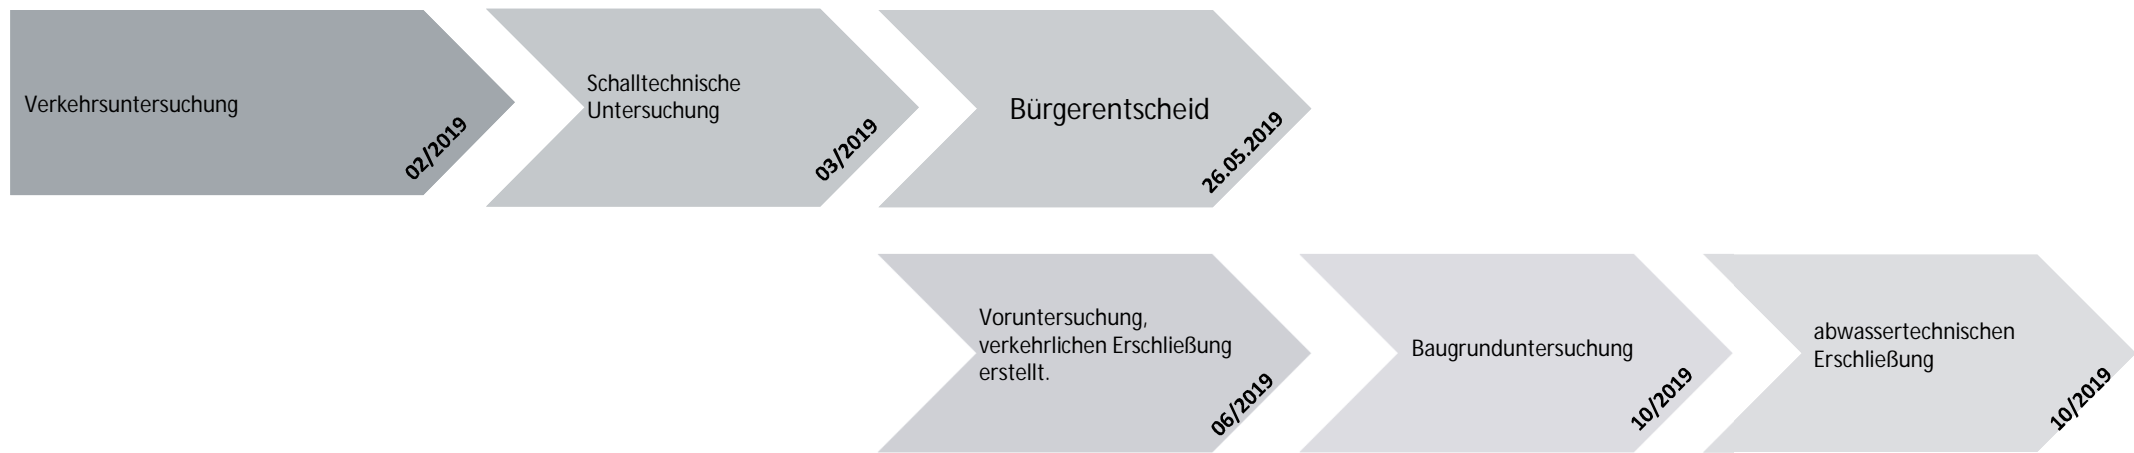 Verkehrsuntersuchung
02/2019
Schalltechnische
Untersuchung
03/2019
Bürgerentscheid
26.05.2019
Voruntersuchung,
verkehrlichen Erschließung
erstellt.
06/2019
Baugrunduntersuchung
10/2019
abwassertechnischen
Erschließung
10/2019